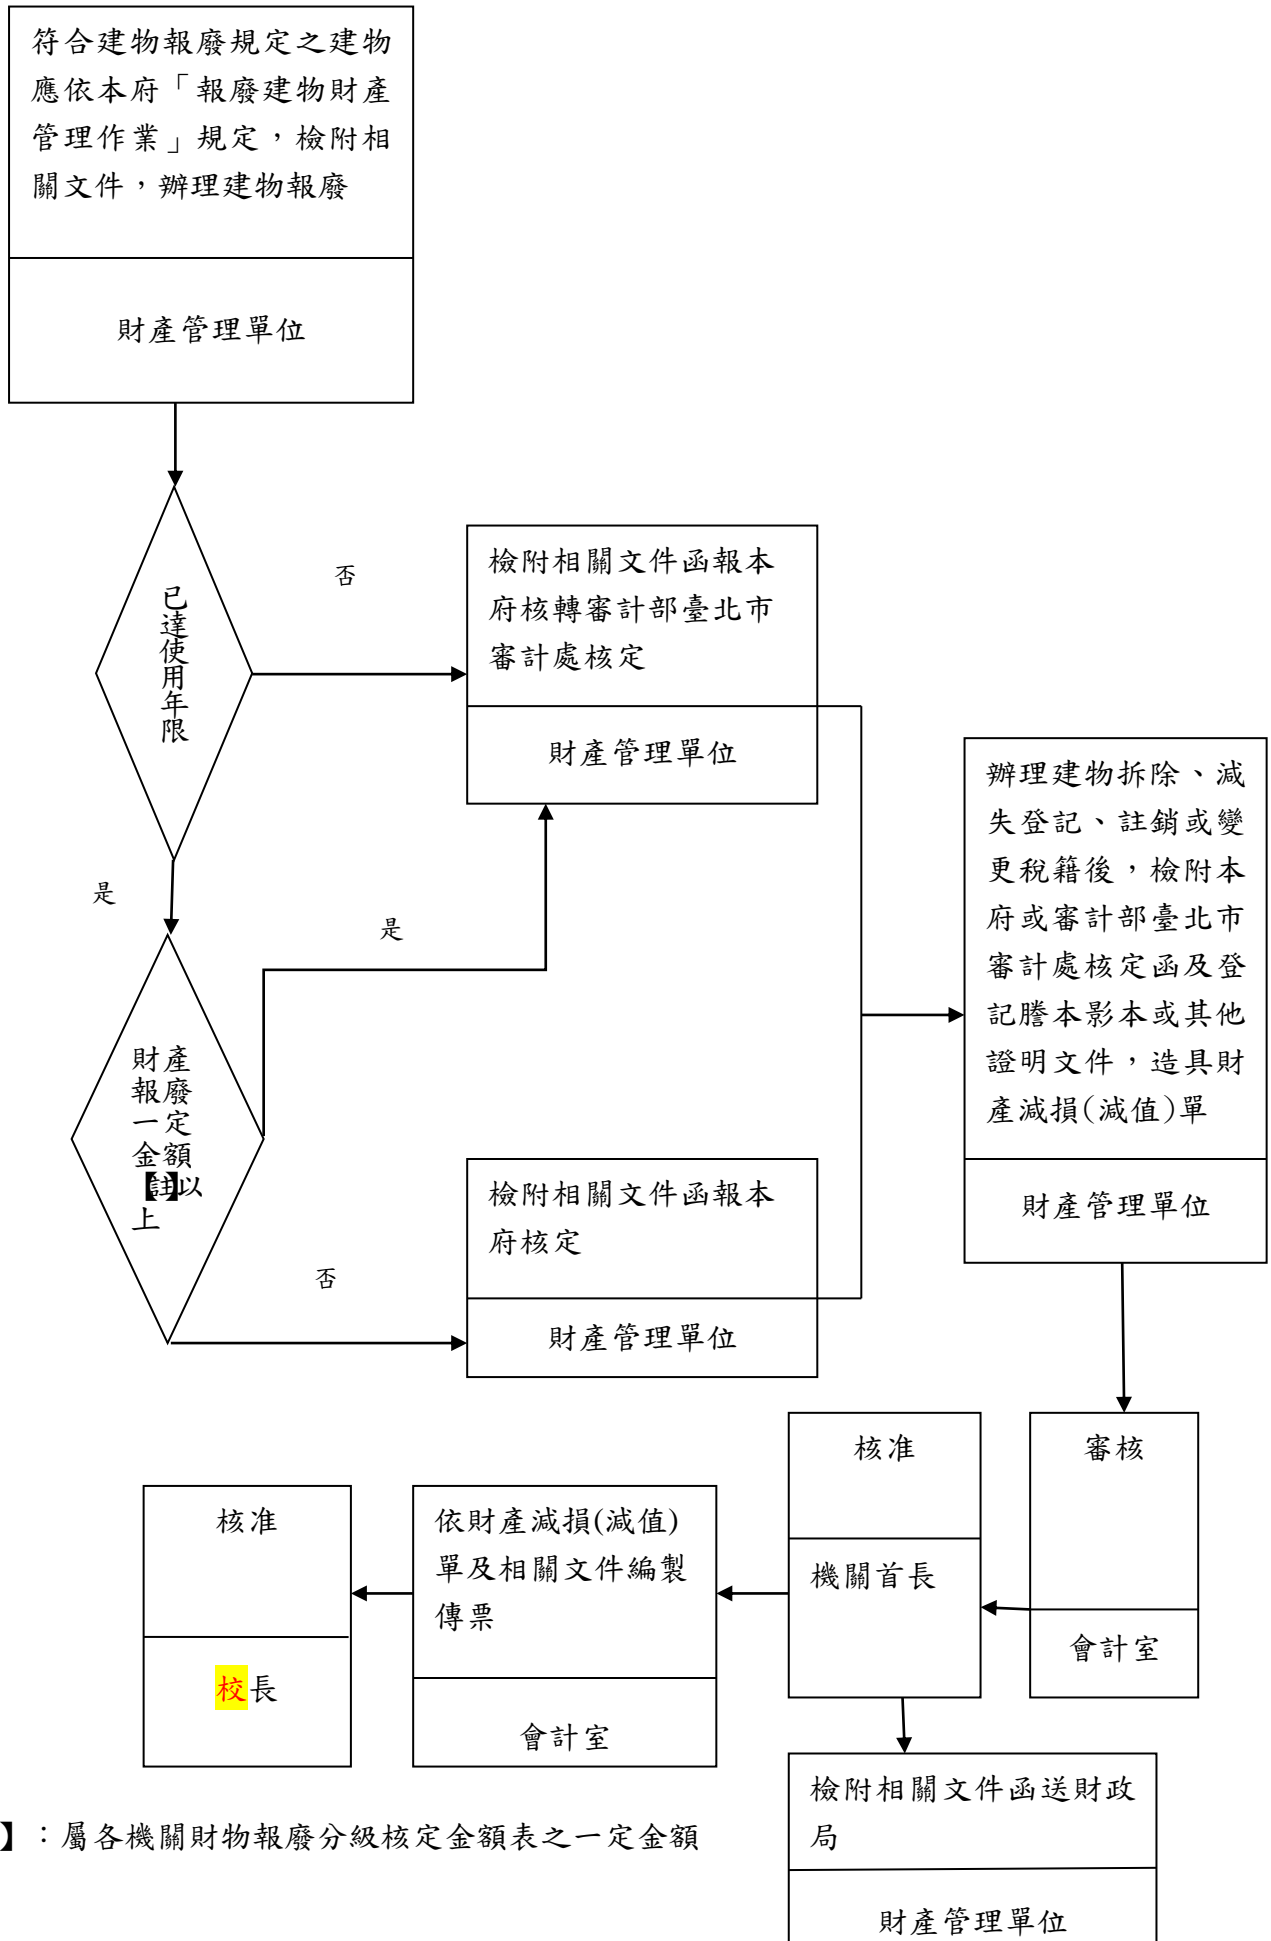 符合建物報廢規定之建物
應依本府「報廢建物財產
管理作業」規定，檢附相
關文件，辦理建物報廢
財產管理單位
已達使用年限
否
檢附相關文件函報本
府核轉審計部臺北市
審計處核定
財產管理單位
是
是
財產
報廢
一定
金額
【註】以
上
否
檢附相關文件函報本
府核定
財產管理單位
辦理建物拆除、減
失登記、註銷或變
更稅籍後，檢附本
府或審計部臺北市
審計處核定函及登
記謄本影本或其他
證明文件，造具財
產減損(減值)單
財產管理單位
審核
會計室
核准
機關首長
依財產減損(減值)
單及相關文件編製
傳票
會計室
核准
校長
檢附相關文件函送財政
局
財產管理單位
】：屬各機關財物報廢分級核定金額表之一定金額